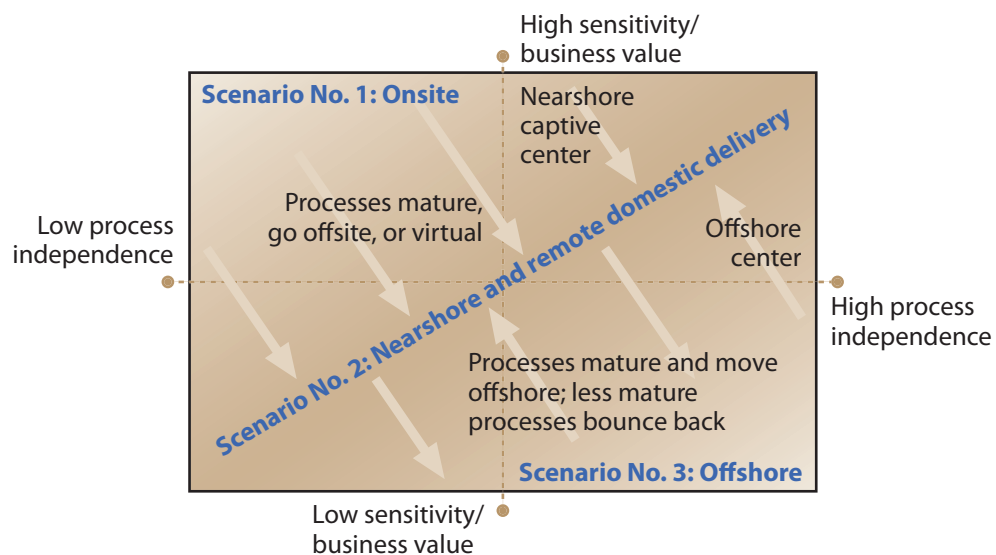 High sensitivity/
business value
Scenario No. 1: Onsite
Nearshore
captive
center
Processes mature,
go offsite, or virtual
Low process
independence
Scenario No. 2: Nearshore and remote domestic delivery
Offshore
center
High process
independence
Processes mature and move
offshore; less mature
processes bounce back
Scenario No. 3: Offshore
Low sensitivity/
business value